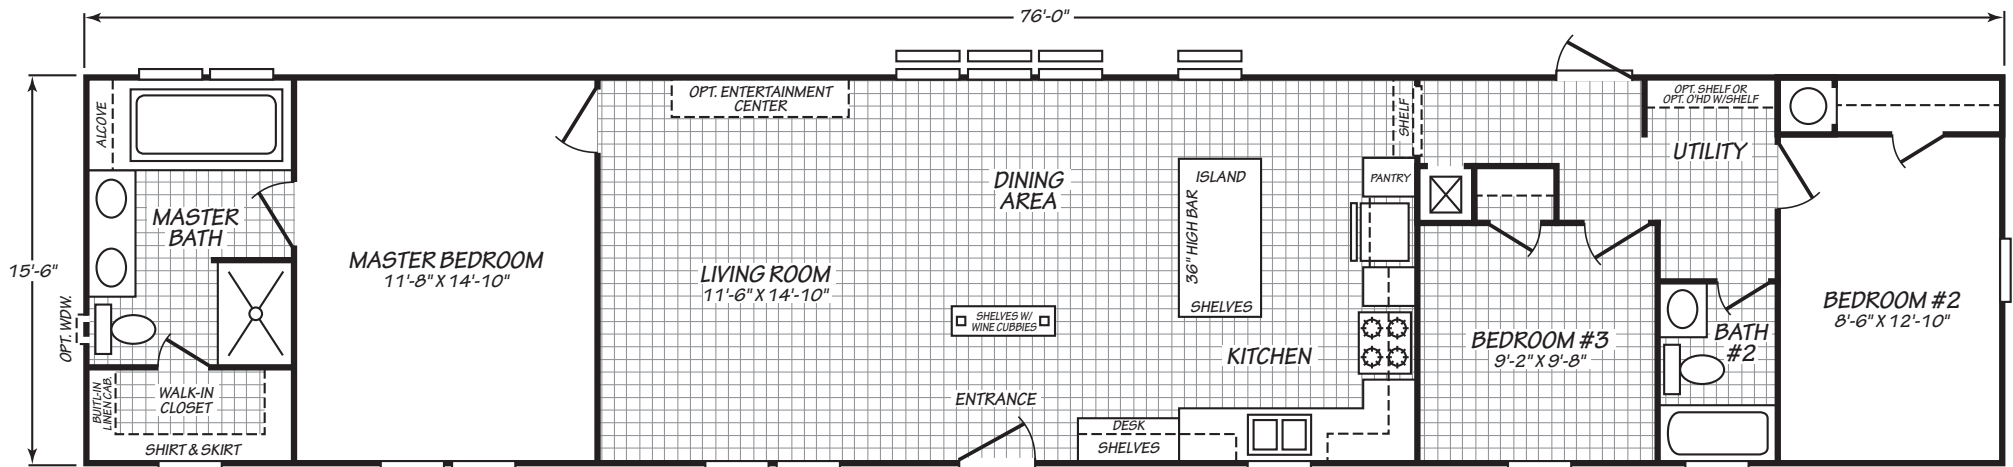 76'-0"
15'-6"
ALCOVE
MASTER
BATH
OPT. WDW.
BUITL-IN
LINEN CAB.
WALK-IN
CLOSET
SHIRT & SKIRT
MASTER BEDROOM
11'-8" X 14'-10"
OPT. ENTERTAINMENT
CENTER
LIVING ROOM
11'-6" X 14'-10"
DINING
AREA
SHELVES W/
WINE CUBBIES
ENTRANCE
ISLAND
36" HIGH BAR
SHELVES
KITCHEN
DESK
SHELVES
SHELF
PANTRY
BEDROOM #3
9'-2" X 9'-8"
OPT. SHELF OR
OPT. O'HD W/SHELF
UTILITY
BATH
#2
BEDROOM #2
8'-6" X 12'-10"